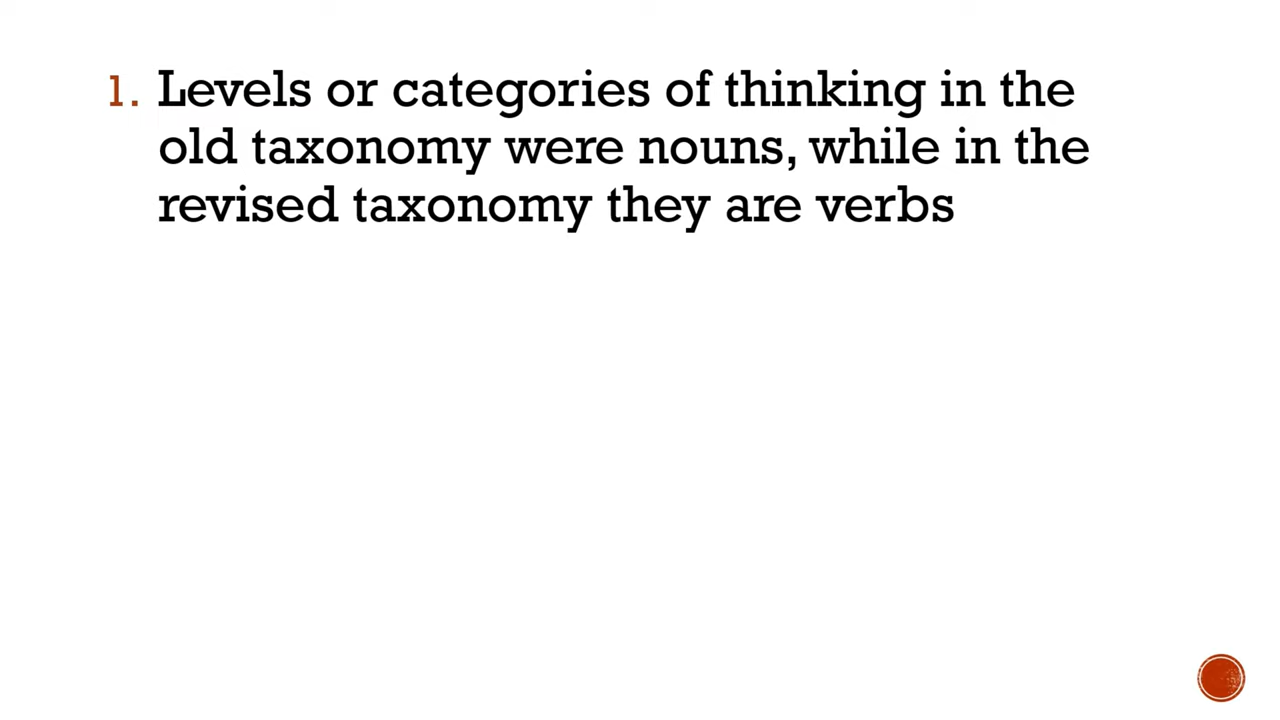 1. Levels or categories of thinking in the
old taxonomy were nouns, while in the
revised taxonomy they are verbs